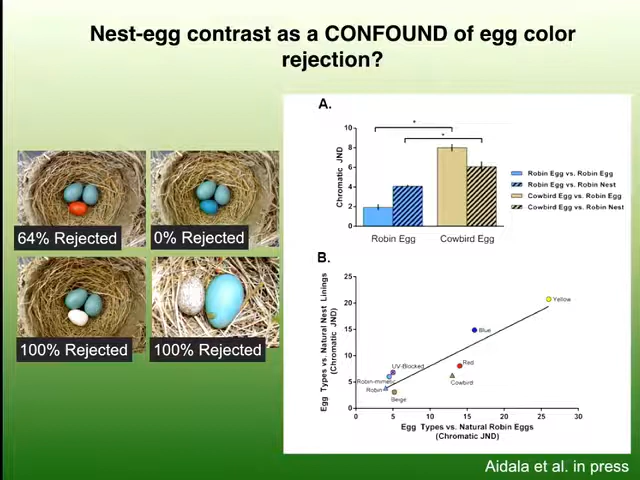 Nest-egg contrast as a CONFOUND of egg color
rejection?
64% Rejected
0% Rejected
100% Rejected
100% Rejected
A.
Chromatic JND
10
8
6
4
2
0
*
*
Robin Egg
Cowbird Egg
Robin Egg vs. Robin Egg
Robin Egg vs. Robin Nest
Cowbird Egg vs. Robin Egg
Cowbird Egg vs. Robin Nest
B.
Egg Types vs. Natural Nest Linings
(Chromatic JND)
25
20
15
10
5
0
Yellow
Blue
UV-Blocked
Red
Robin-mimetic
Cowbird
Robin
Beige
0 5 10 15 20 25 30
Egg Types vs. Natural Robin Eggs
(Chromatic JND)
Aidala et al. in press